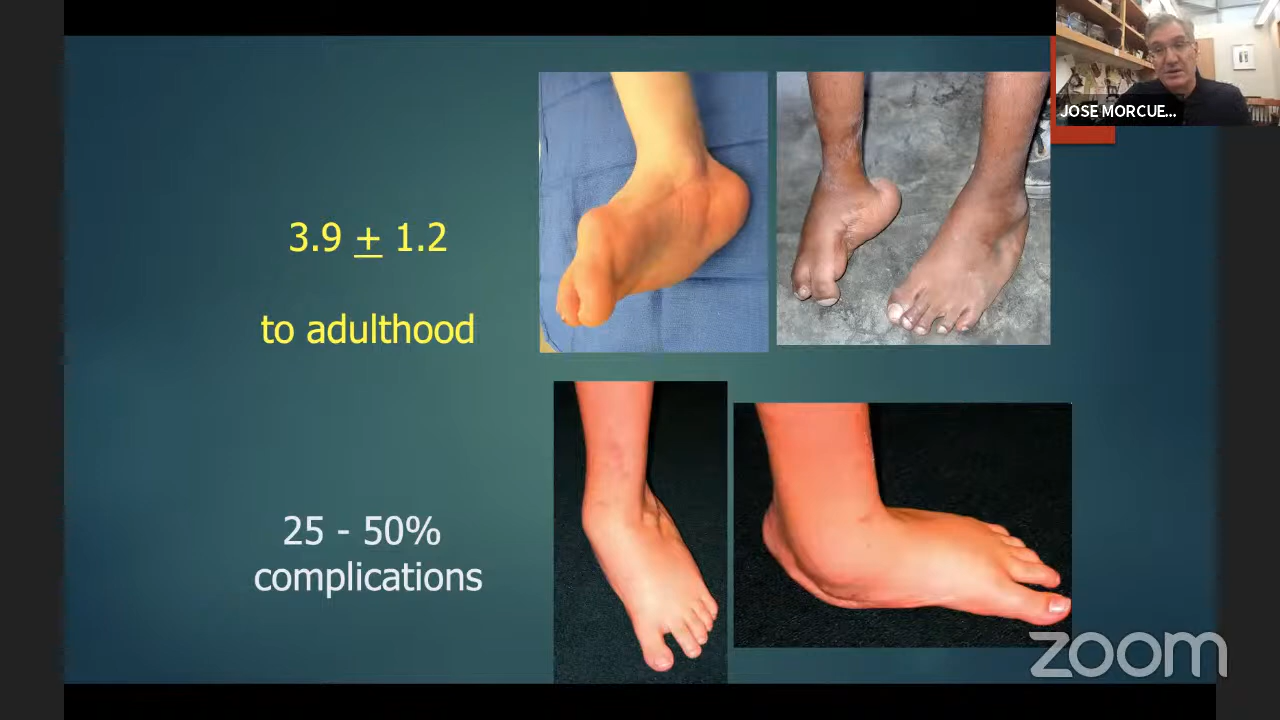 JOSE MORCUE...
3.9 ± 1.2
to adulthood
25 - 50%
complications
zoom